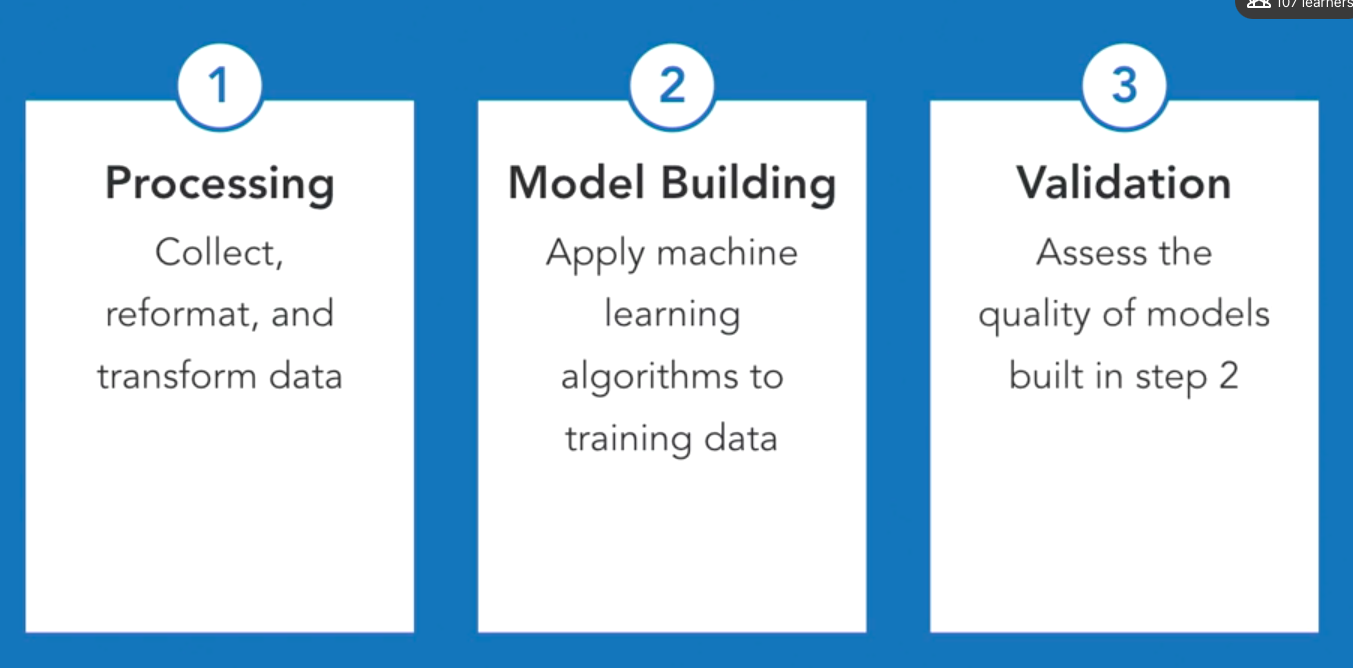 107 learners
1
Processing
Collect,
reformat, and
transform data
2
Model Building
Apply machine
learning
algorithms to
training data
3
Validation
Assess the
quality of models
built in step 2